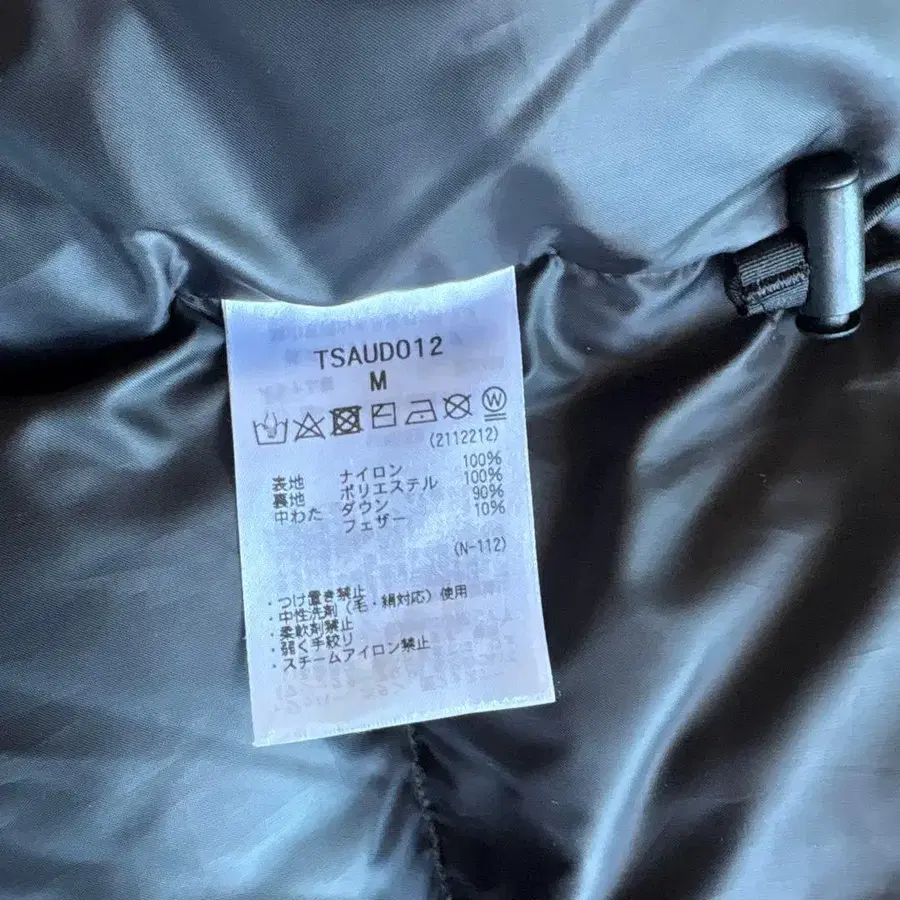 TSAUD012
M
W
(2112212)
表地 ナイロン 100%
裏地 ポリエステル 100%
中わた ダウン 90%
フェザー 10%
(N-112)
・つけ置き禁止
・中性洗剤(毛・絹対応)使用
・柔軟剤禁止
・弱く手絞り
・スチームアイロン禁止